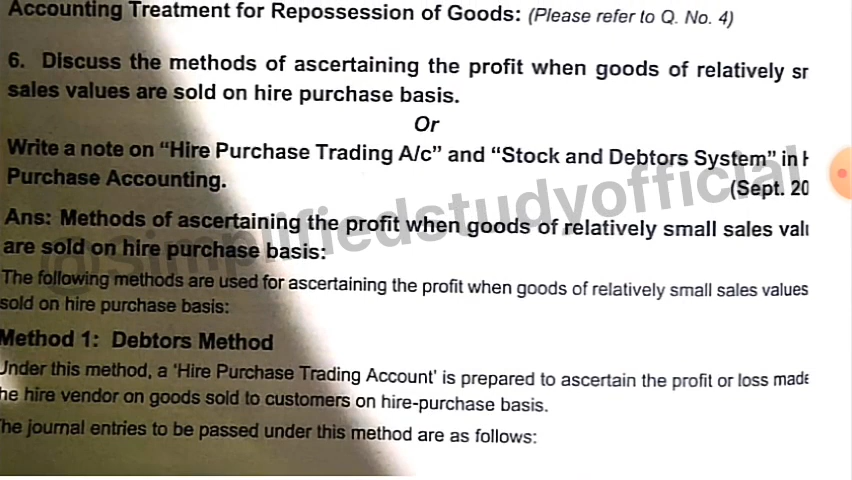 Accounting Treatment for Repossession of Goods: (Please refer to Q. No. 4)
6. Discuss the methods of ascertaining the profit when goods of relatively
sales values are sold on hire purchase basis.
Or
Write a note on “Hire Purchase Trading A/c” and “Stock and Debtors System” in
Purchase Accounting.
(Sept. 20
Ans: Methods of ascertaining the profit when goods of relatively small sales
are sold on hire purchase basis:
The following methods are used for ascertaining the profit when goods of relatively small sales values
sold on hire purchase basis:
Method 1: Debtors Method
Under this method, a ‘Hire Purchase Trading Account’ is prepared to ascertain the profit or loss made
he hire vendor on goods sold to customers on hire-purchase basis.
The journal entries to be passed under this method are as follows:
@Simplifiedstudyofficial